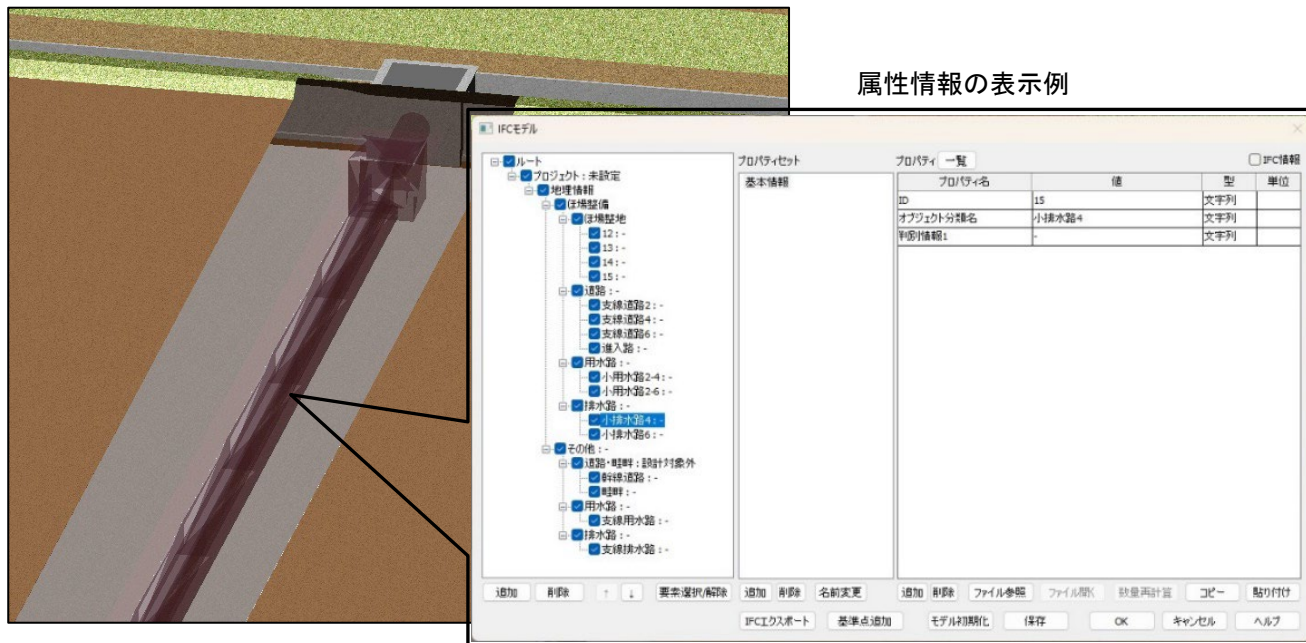 属性情報の表示例
IFCモデル
ルート
プロジェクト：未設定
地理情報
ほ場整備
ほ場整地
12：-
13：-
14：-
15：-
道路：-
支線道路2：-
支線道路4：-
支線道路6：-
進入路：-
用水路：-
小用水路2-4：-
小用水路2-6：-
排水路：-
小排水路4：-
小排水路6：-
その他：-
道路・畦畔：設計対象外
幹線道路：-
畦畔：-
用水路：-
支線用水路：-
排水路：-
支線排水路：-
追加 削除 ↑ ↓ 要素選択/解除
プロパティセット
基本情報
追加 削除 名前変更
プロパティ 一覧 IFC情報
プロパティ名 値 型 単位
ID 15 文字列
オブジェクト分類名 小排水路4 文字列
判別情報1 - 文字列
追加 削除 ファイル参照 ファイル開く 数量再計算 コピー 貼り付け
IFCエクスポート 基準点追加 モデル初期化 保存 OK キャンセル ヘルプ